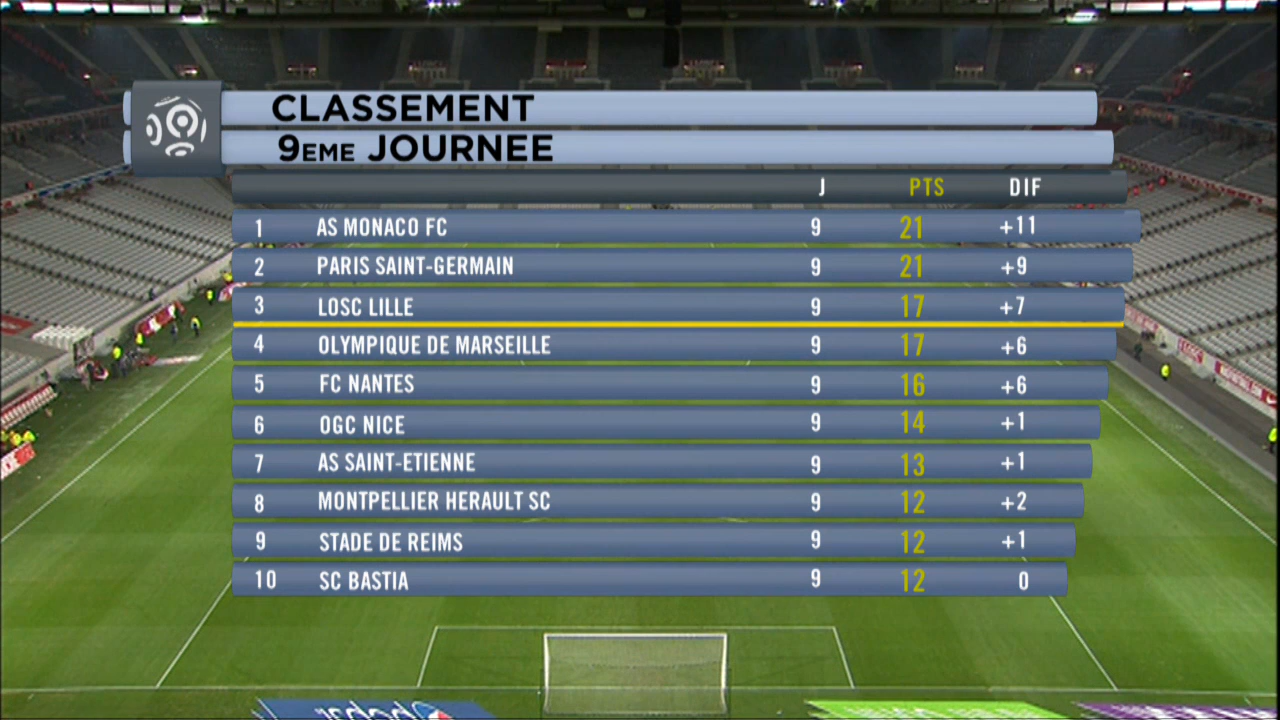 CLASSEMENT
9EME JOURNEE
J PTS DIF
1 AS MONACO FC 9 21 +11
2 PARIS SAINT-GERMAIN 9 21 +9
3 LOSC LILLE 9 17 +7
4 OLYMPIQUE DE MARSEILLE 9 17 +6
5 FC NANTES 9 16 +6
6 OGC NICE 9 14 +1
7 AS SAINT-ETIENNE 9 13 +1
8 MONTPELLIER HERAULT SC 9 12 +2
9 STADE DE REIMS 9 12 +1
10 SC BASTIA 9 12 0